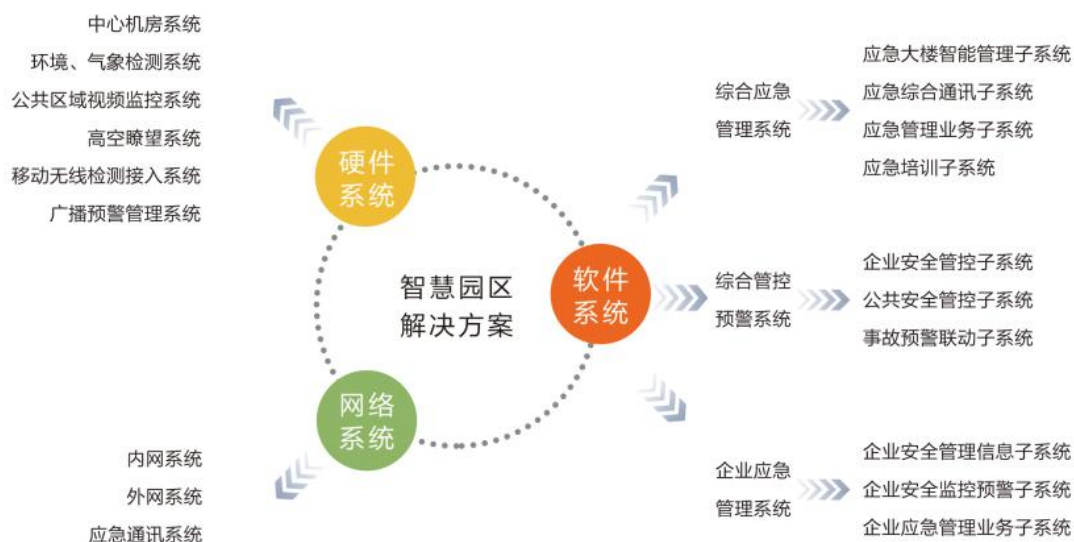 中心机房系统
环境、气象检测系统
公共区域视频监控系统
高空瞭望系统
移动无线检测接入系统
广播预警管理系统
硬件
系统
智慧园区
解决方案
软件
系统
网络
系统
内网系统
外网系统
应急通讯系统
综合应急
管理系统
应急大楼智能管理子系统
应急综合通讯子系统
应急管理业务子系统
应急培训子系统
综合管控
预警系统
企业安全管控子系统
公共安全管控子系统
事故预警联动子系统
企业应急
管理系统
企业安全管理信息子系统
企业安全监控预警子系统
企业应急管理业务子系统